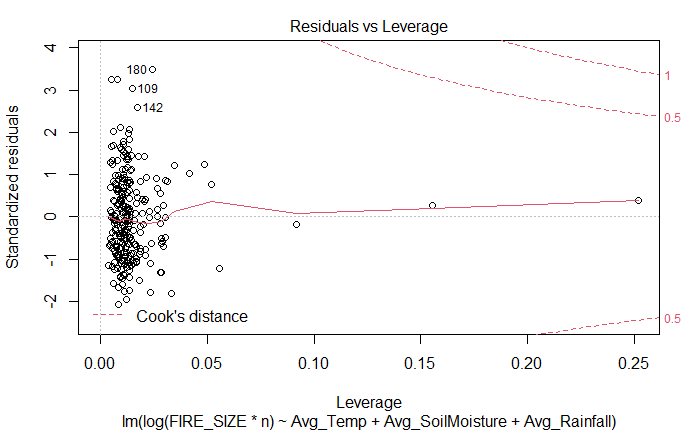 Residuals vs Leverage
Standardized residuals
4
3
2
1
0
-1
-2
180
109
142
1
0.5
0.5
Cook's distance
0.00 0.05 0.10 0.15 0.20 0.25
Leverage
lm(log(FIRE_SIZE * n) ~ Avg_Temp + Avg_SoilMoisture + Avg_Rainfall)